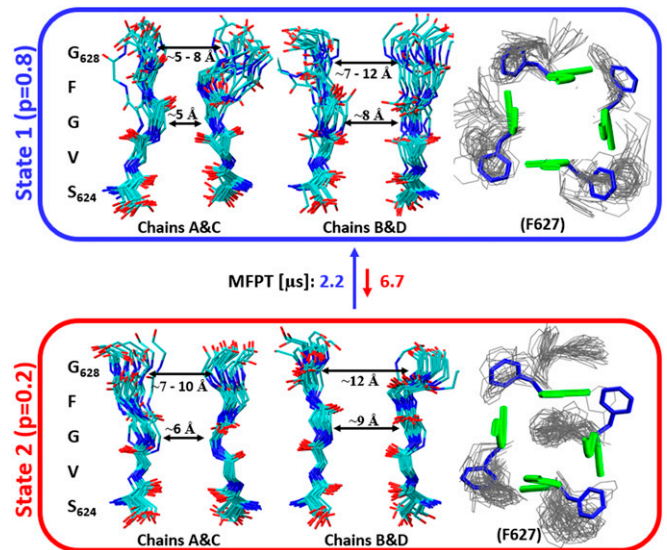 State 1 (p=0.8)
G628
F
G
V
S624
~5 - 8 Å
~5 Å
Chains A&C
~7 - 12 Å
~8 Å
Chains B&D
(F627)
MFPT [µs]: 2.2 6.7
State 2 (p=0.2)
G628
F
G
V
S624
~7 - 10 Å
~6 Å
Chains A&C
~12 Å
~9 Å
Chains B&D
(F627)